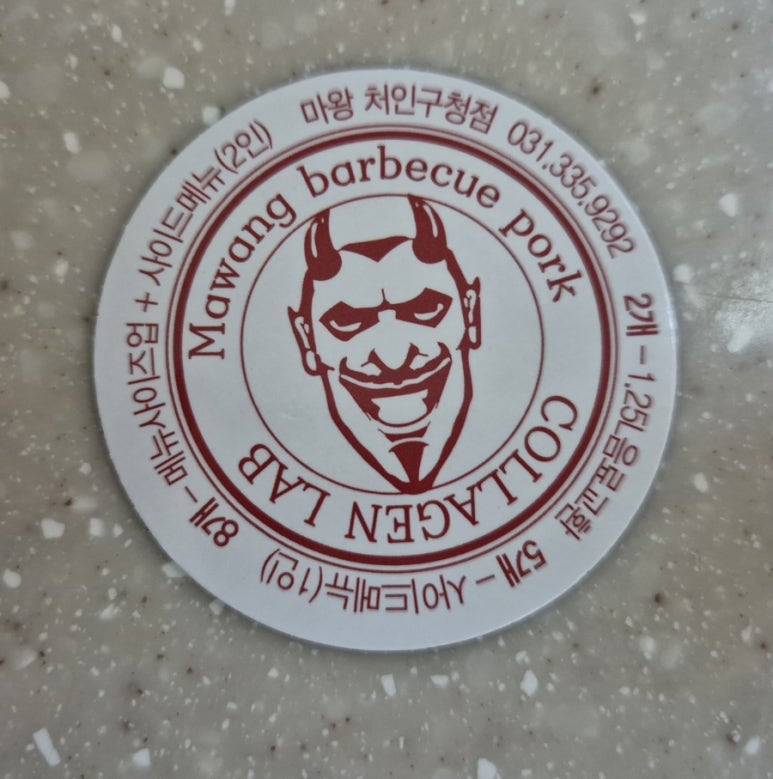 마왕 처인구청점 031.335.9292
2개 - 1.25L음료교환
5개 - 사이드메뉴(1인)
8개 - 메뉴사이즈업 + 사이드메뉴(2인)
Mawang barbecue pork
COLLAGEN LAB